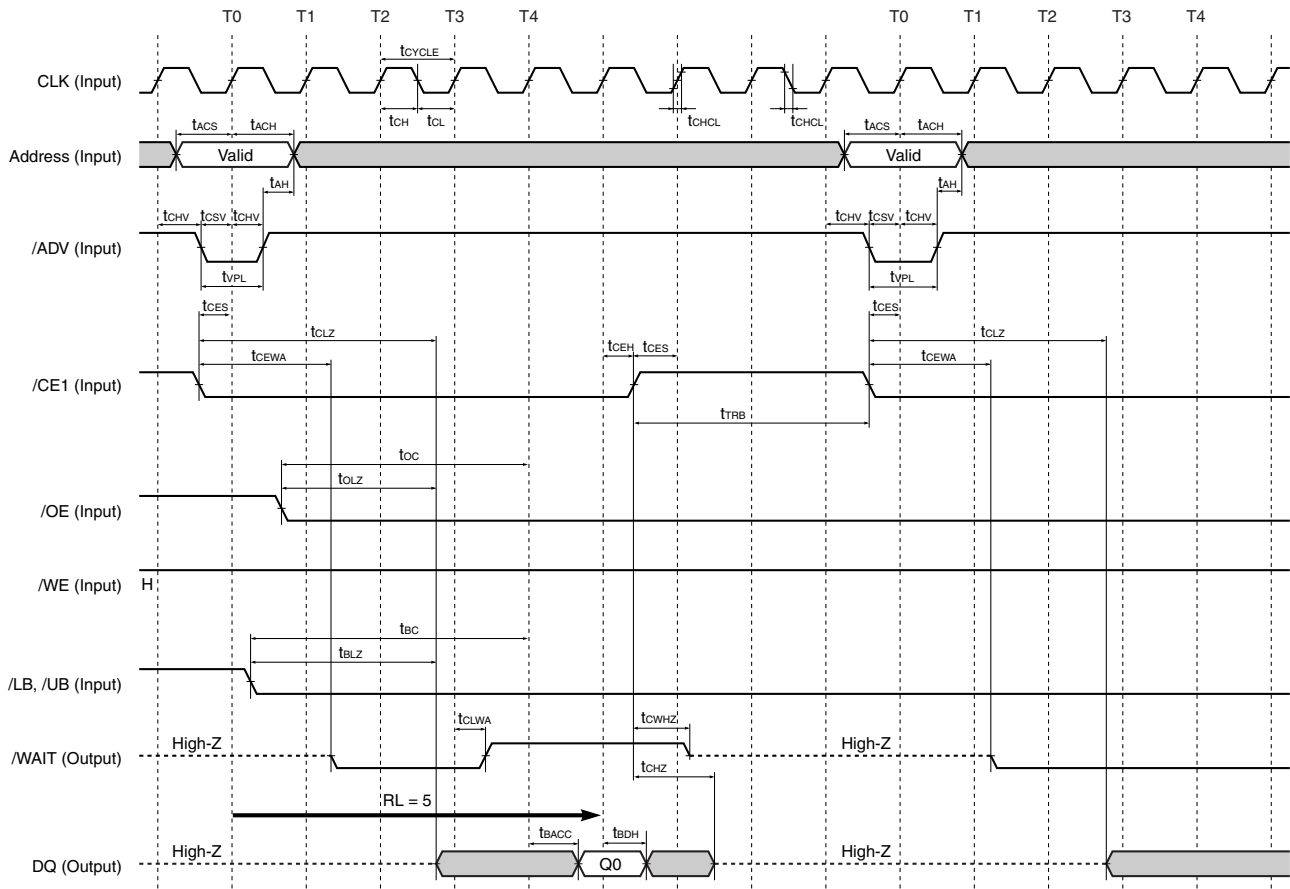 T0 T1 T2 T3 T4 T0 T1 T2 T3 T4
tCYCLE
CLK (Input)
tCH tCL tCHCL tCHCL
tACS tACH tACS tACH
Address (Input) Valid Valid
tAH tAH
tCHV tCSV tCHV tCHV tCSV tCHV
/ADV (Input)
tVPL tVPL
tCES tCES
tCLZ tCLZ
tCEWA tCEH tCES tCEWA
/CE1 (Input)
tTRB
tOC
tOLZ
/OE (Input)
/WE (Input) H
tBC
tBLZ
/LB, /UB (Input)
tCLWA tCWHZ
/WAIT (Output) High-Z High-Z
tCHZ
RL = 5
tBACC tBDH
DQ (Output) High-Z Q0 High-Z